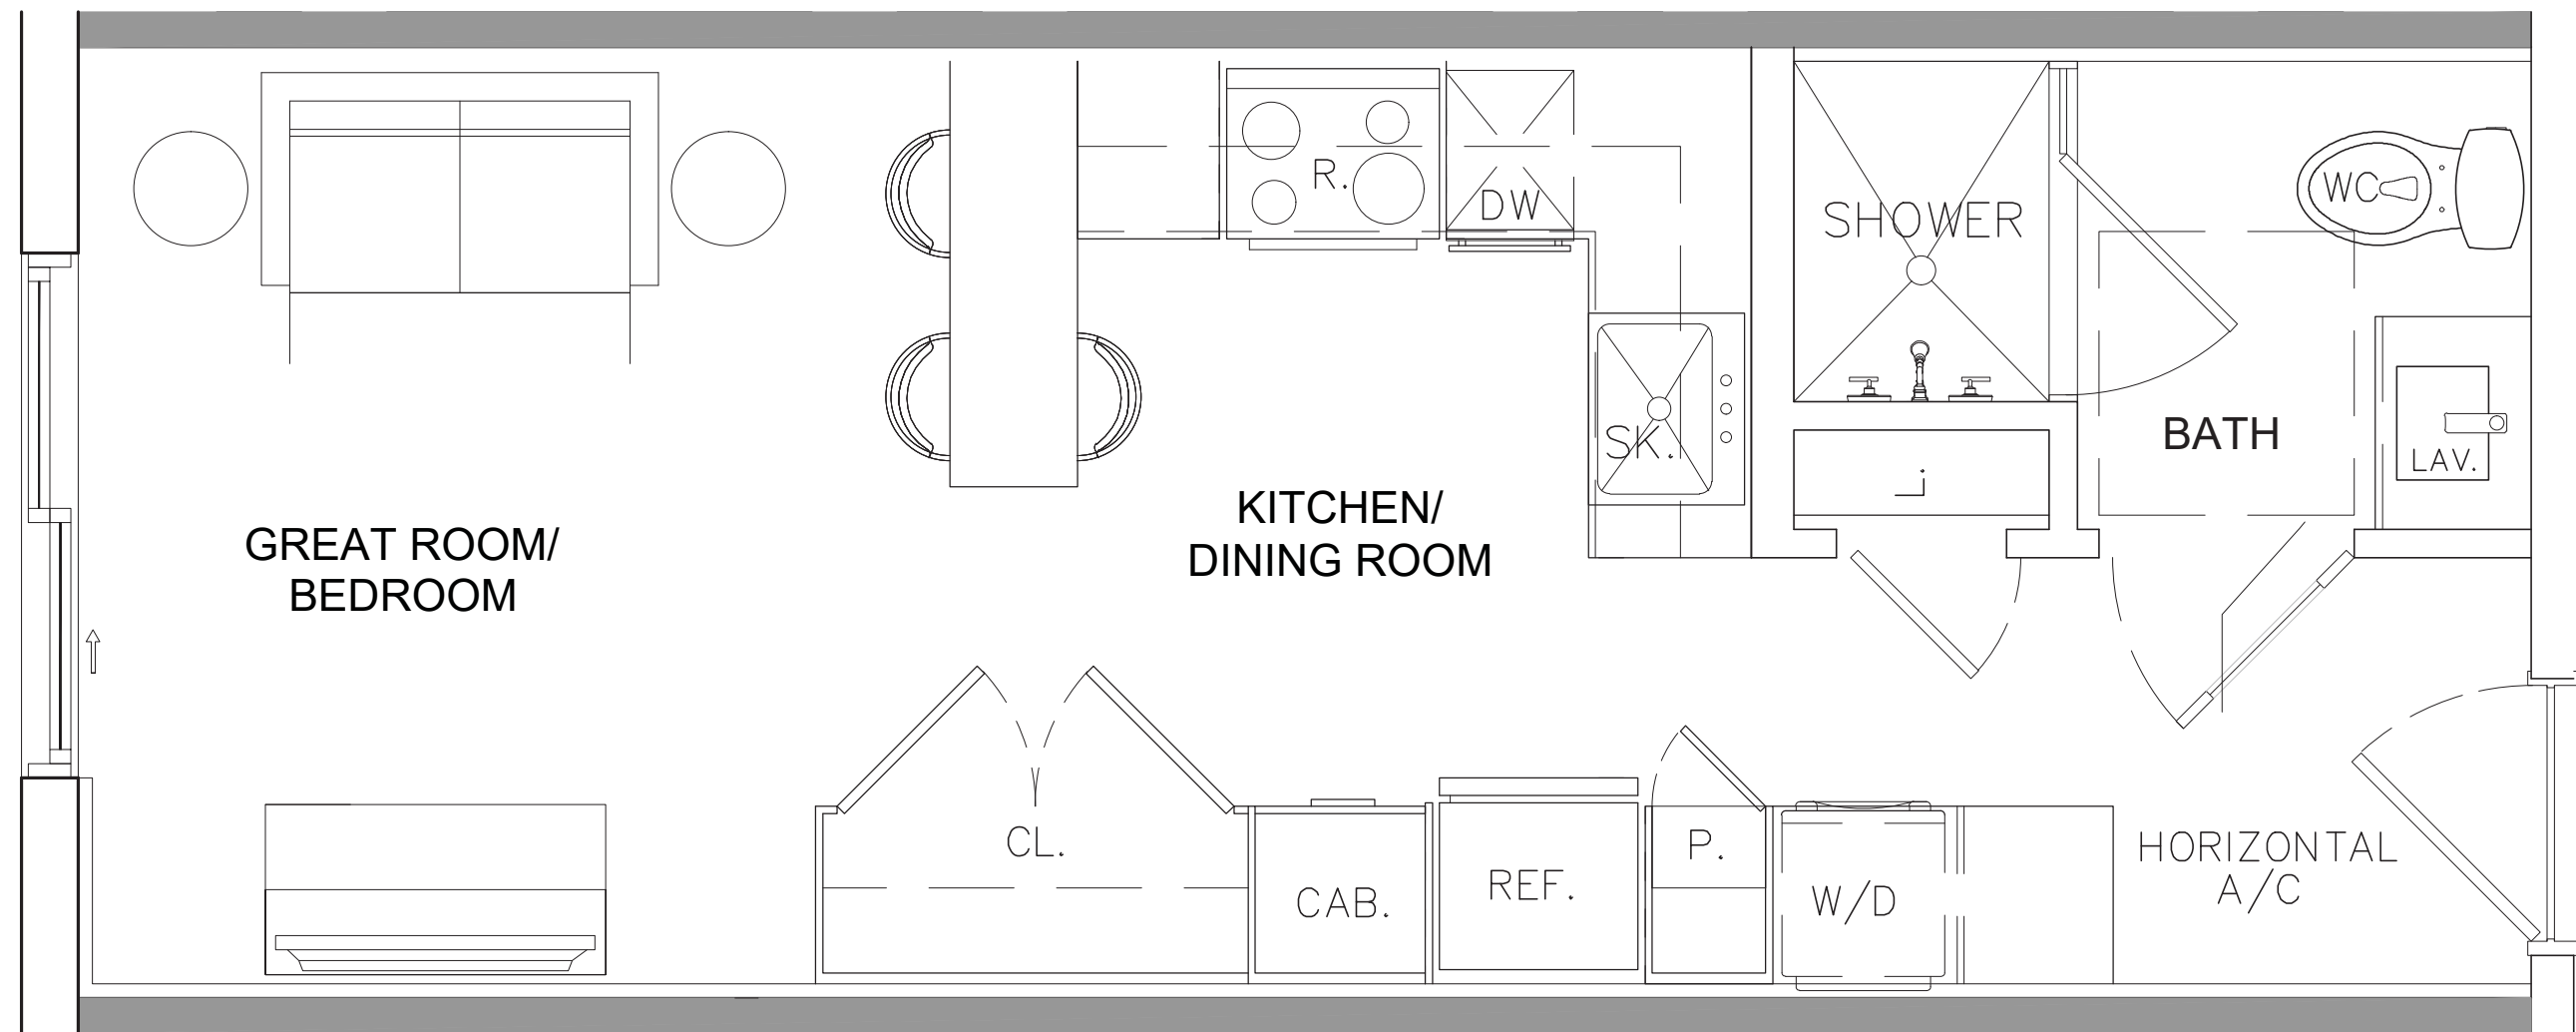 R.
DW
SHOWER
WC
SK.
BATH
LAV.
GREAT ROOM/
BEDROOM
KITCHEN/
DINING ROOM
CL.
CAB.
REF.
P.
W/D
HORIZONTAL
A/C